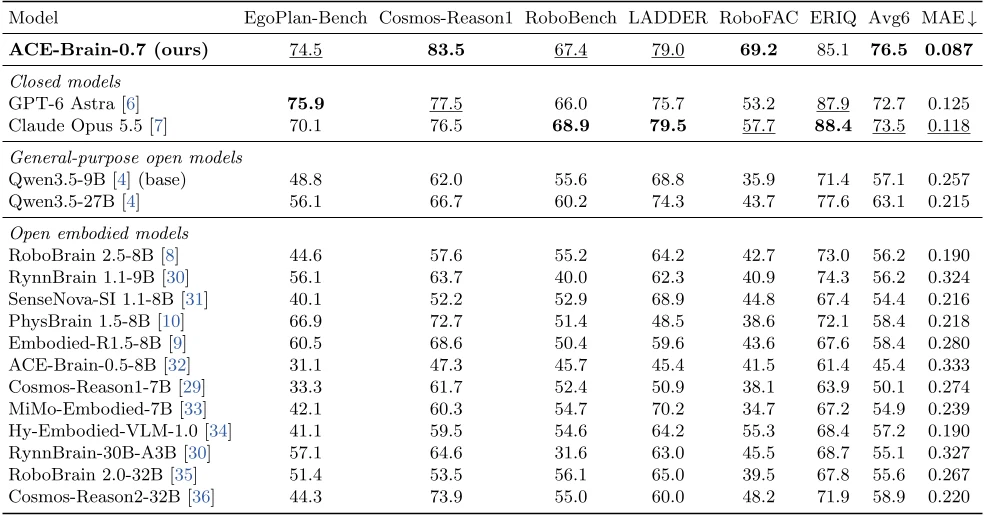 Model EgoPlan-Bench Cosmos-Reason1 RoboBench LADDER RoboFAC ERIQ Avg6 MAE↓
ACE-Brain-0.7 (ours) 74.5 83.5 67.4 79.0 69.2 85.1 76.5 0.087
Closed models
GPT-6 Astra [6] 75.9 77.5 66.0 75.7 53.2 87.9 72.7 0.125
Claude Opus 5.5 [7] 70.1 76.5 68.9 79.5 57.7 88.4 73.5 0.118
General-purpose open models
Qwen3.5-9B [4] (base) 48.8 62.0 55.6 68.8 35.9 71.4 57.1 0.257
Qwen3.5-27B [4] 56.1 66.7 60.2 74.3 43.7 77.6 63.1 0.215
Open embodied models
RoboBrain 2.5-8B [8] 44.6 57.6 55.2 64.2 42.7 73.0 56.2 0.190
RynnBrain 1.1-9B [30] 56.1 63.7 40.0 62.3 40.9 74.3 56.2 0.324
SenseNova-SI 1.1-8B [31] 40.1 52.2 52.9 68.9 44.8 67.4 54.4 0.216
PhysBrain 1.5-8B [10] 66.9 72.7 51.4 48.5 38.6 72.1 58.4 0.218
Embodied-R1.5-8B [9] 60.5 68.6 50.4 59.6 43.6 67.6 58.4 0.280
ACE-Brain-0.5-8B [32] 31.1 47.3 45.7 45.4 41.5 61.4 45.4 0.333
Cosmos-Reason1-7B [29] 33.3 61.7 52.4 50.9 38.1 63.9 50.1 0.274
MiMo-Embodied-7B [33] 42.1 60.3 54.7 70.2 34.7 67.2 54.9 0.239
Hy-Embodied-VLM-1.0 [34] 41.1 59.5 54.6 64.2 55.3 68.4 57.2 0.190
RynnBrain-30B-A3B [30] 57.1 64.6 31.6 63.0 45.5 68.7 55.1 0.327
RoboBrain 2.0-32B [35] 51.4 53.5 56.1 65.0 39.5 67.8 55.6 0.267
Cosmos-Reason2-32B [36] 44.3 73.9 55.0 60.0 48.2 71.9 58.9 0.220